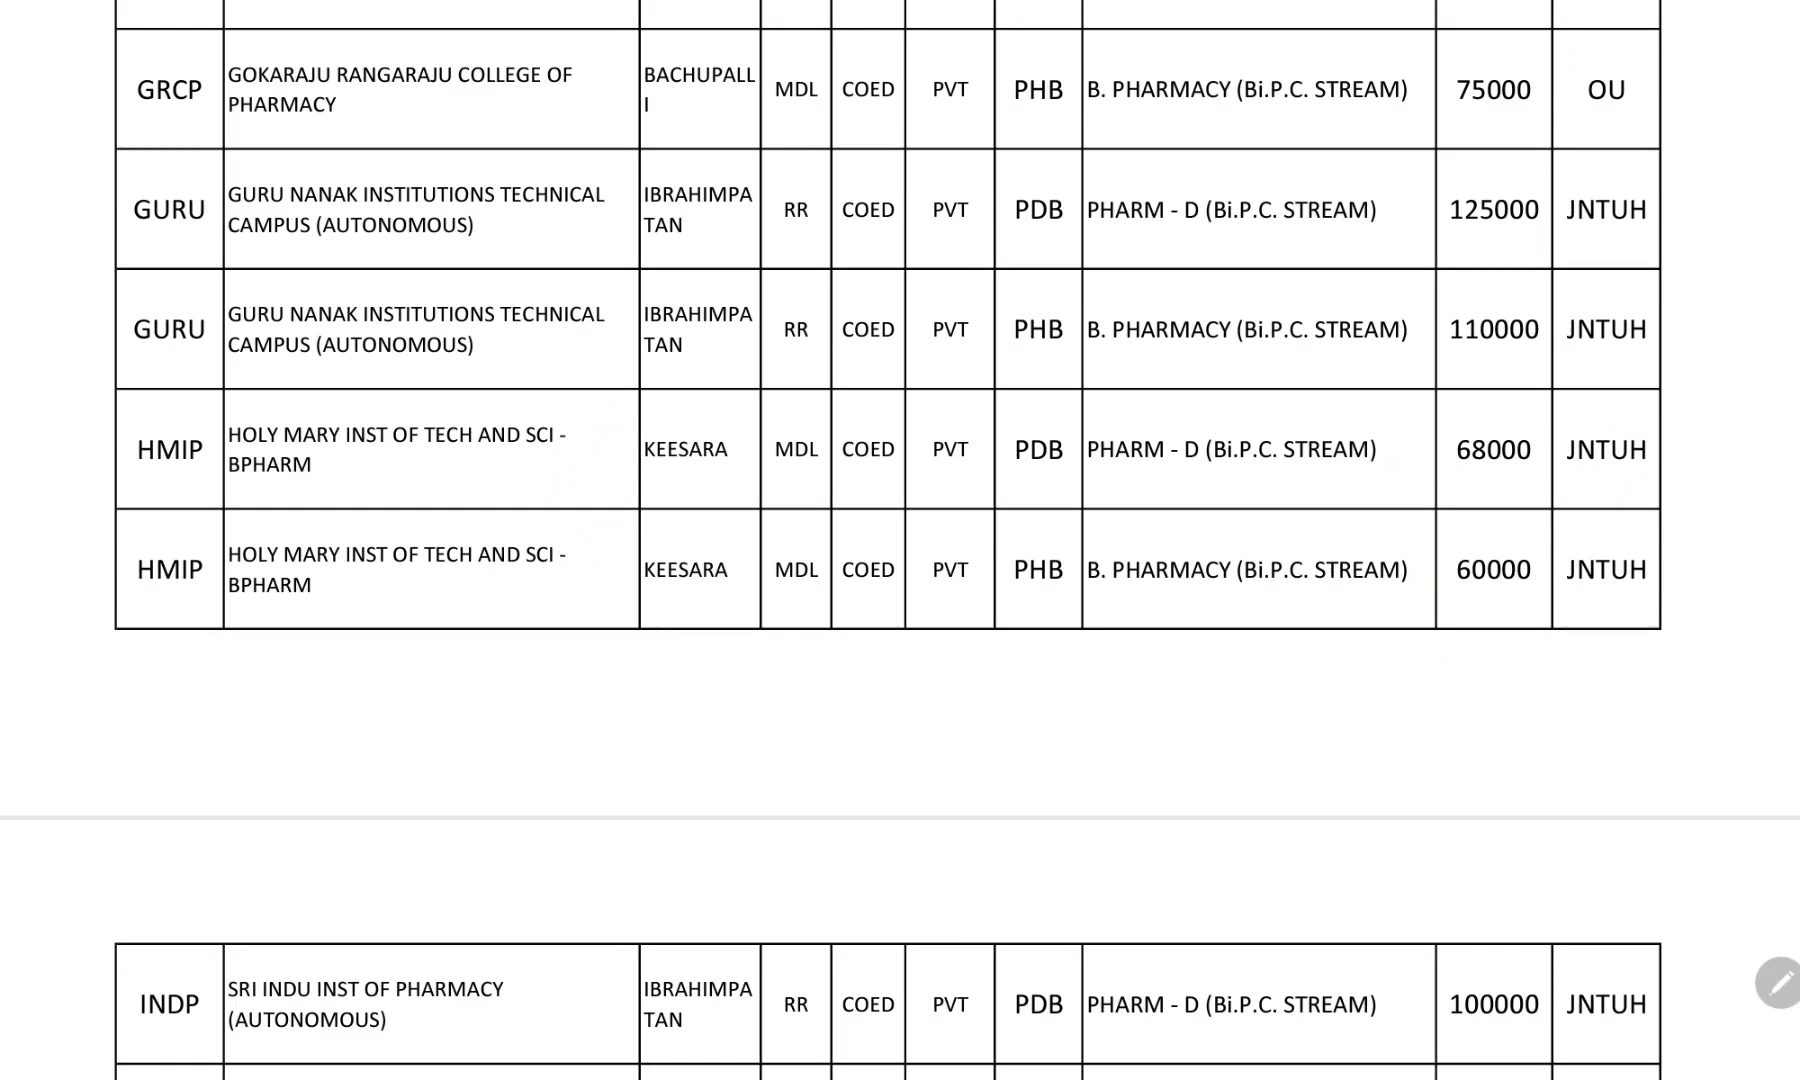 GRCP GOKARAJU RANGARAJU COLLEGE OF BACHUPALL MDL COED PVT PHB B. PHARMACY (Bi.P.C. STREAM) 75000 OU
PHARMACY I
GURU GURU NANAK INSTITUTIONS TECHNICAL IBRAHIMPA RR COED PVT PDB PHARM - D (Bi.P.C. STREAM) 125000 JNTUH
CAMPUS (AUTONOMOUS) TAN
GURU GURU NANAK INSTITUTIONS TECHNICAL IBRAHIMPA RR COED PVT PHB B. PHARMACY (Bi.P.C. STREAM) 110000 JNTUH
CAMPUS (AUTONOMOUS) TAN
HMIP HOLY MARY INST OF TECH AND SCI - KEESARA MDL COED PVT PDB PHARM - D (Bi.P.C. STREAM) 68000 JNTUH
BPHARM
HMIP HOLY MARY INST OF TECH AND SCI - KEESARA MDL COED PVT PHB B. PHARMACY (Bi.P.C. STREAM) 60000 JNTUH
BPHARM
INDP SRI INDU INST OF PHARMACY IBRAHIMPA RR COED PVT PDB PHARM - D (Bi.P.C. STREAM) 100000 JNTUH
(AUTONOMOUS) TAN